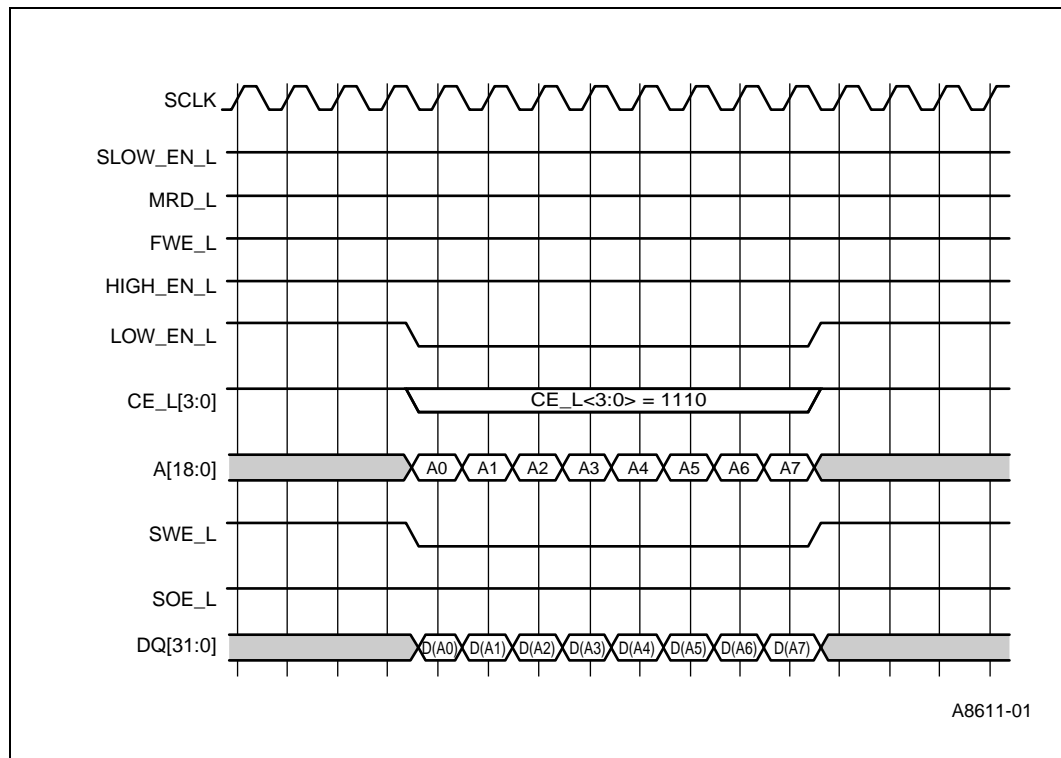 SCLK
SLOW_EN_L
MRD_L
FWE_L
HIGH_EN_L
LOW_EN_L
CE_L[3:0] CE_L<3:0> = 1110
A[18:0] A0 A1 A2 A3 A4 A5 A6 A7
SWE_L
SOE_L
DQ[31:0] D(A0) D(A1) D(A2) D(A3) D(A4) D(A5) D(A6) D(A7)
A8611-01